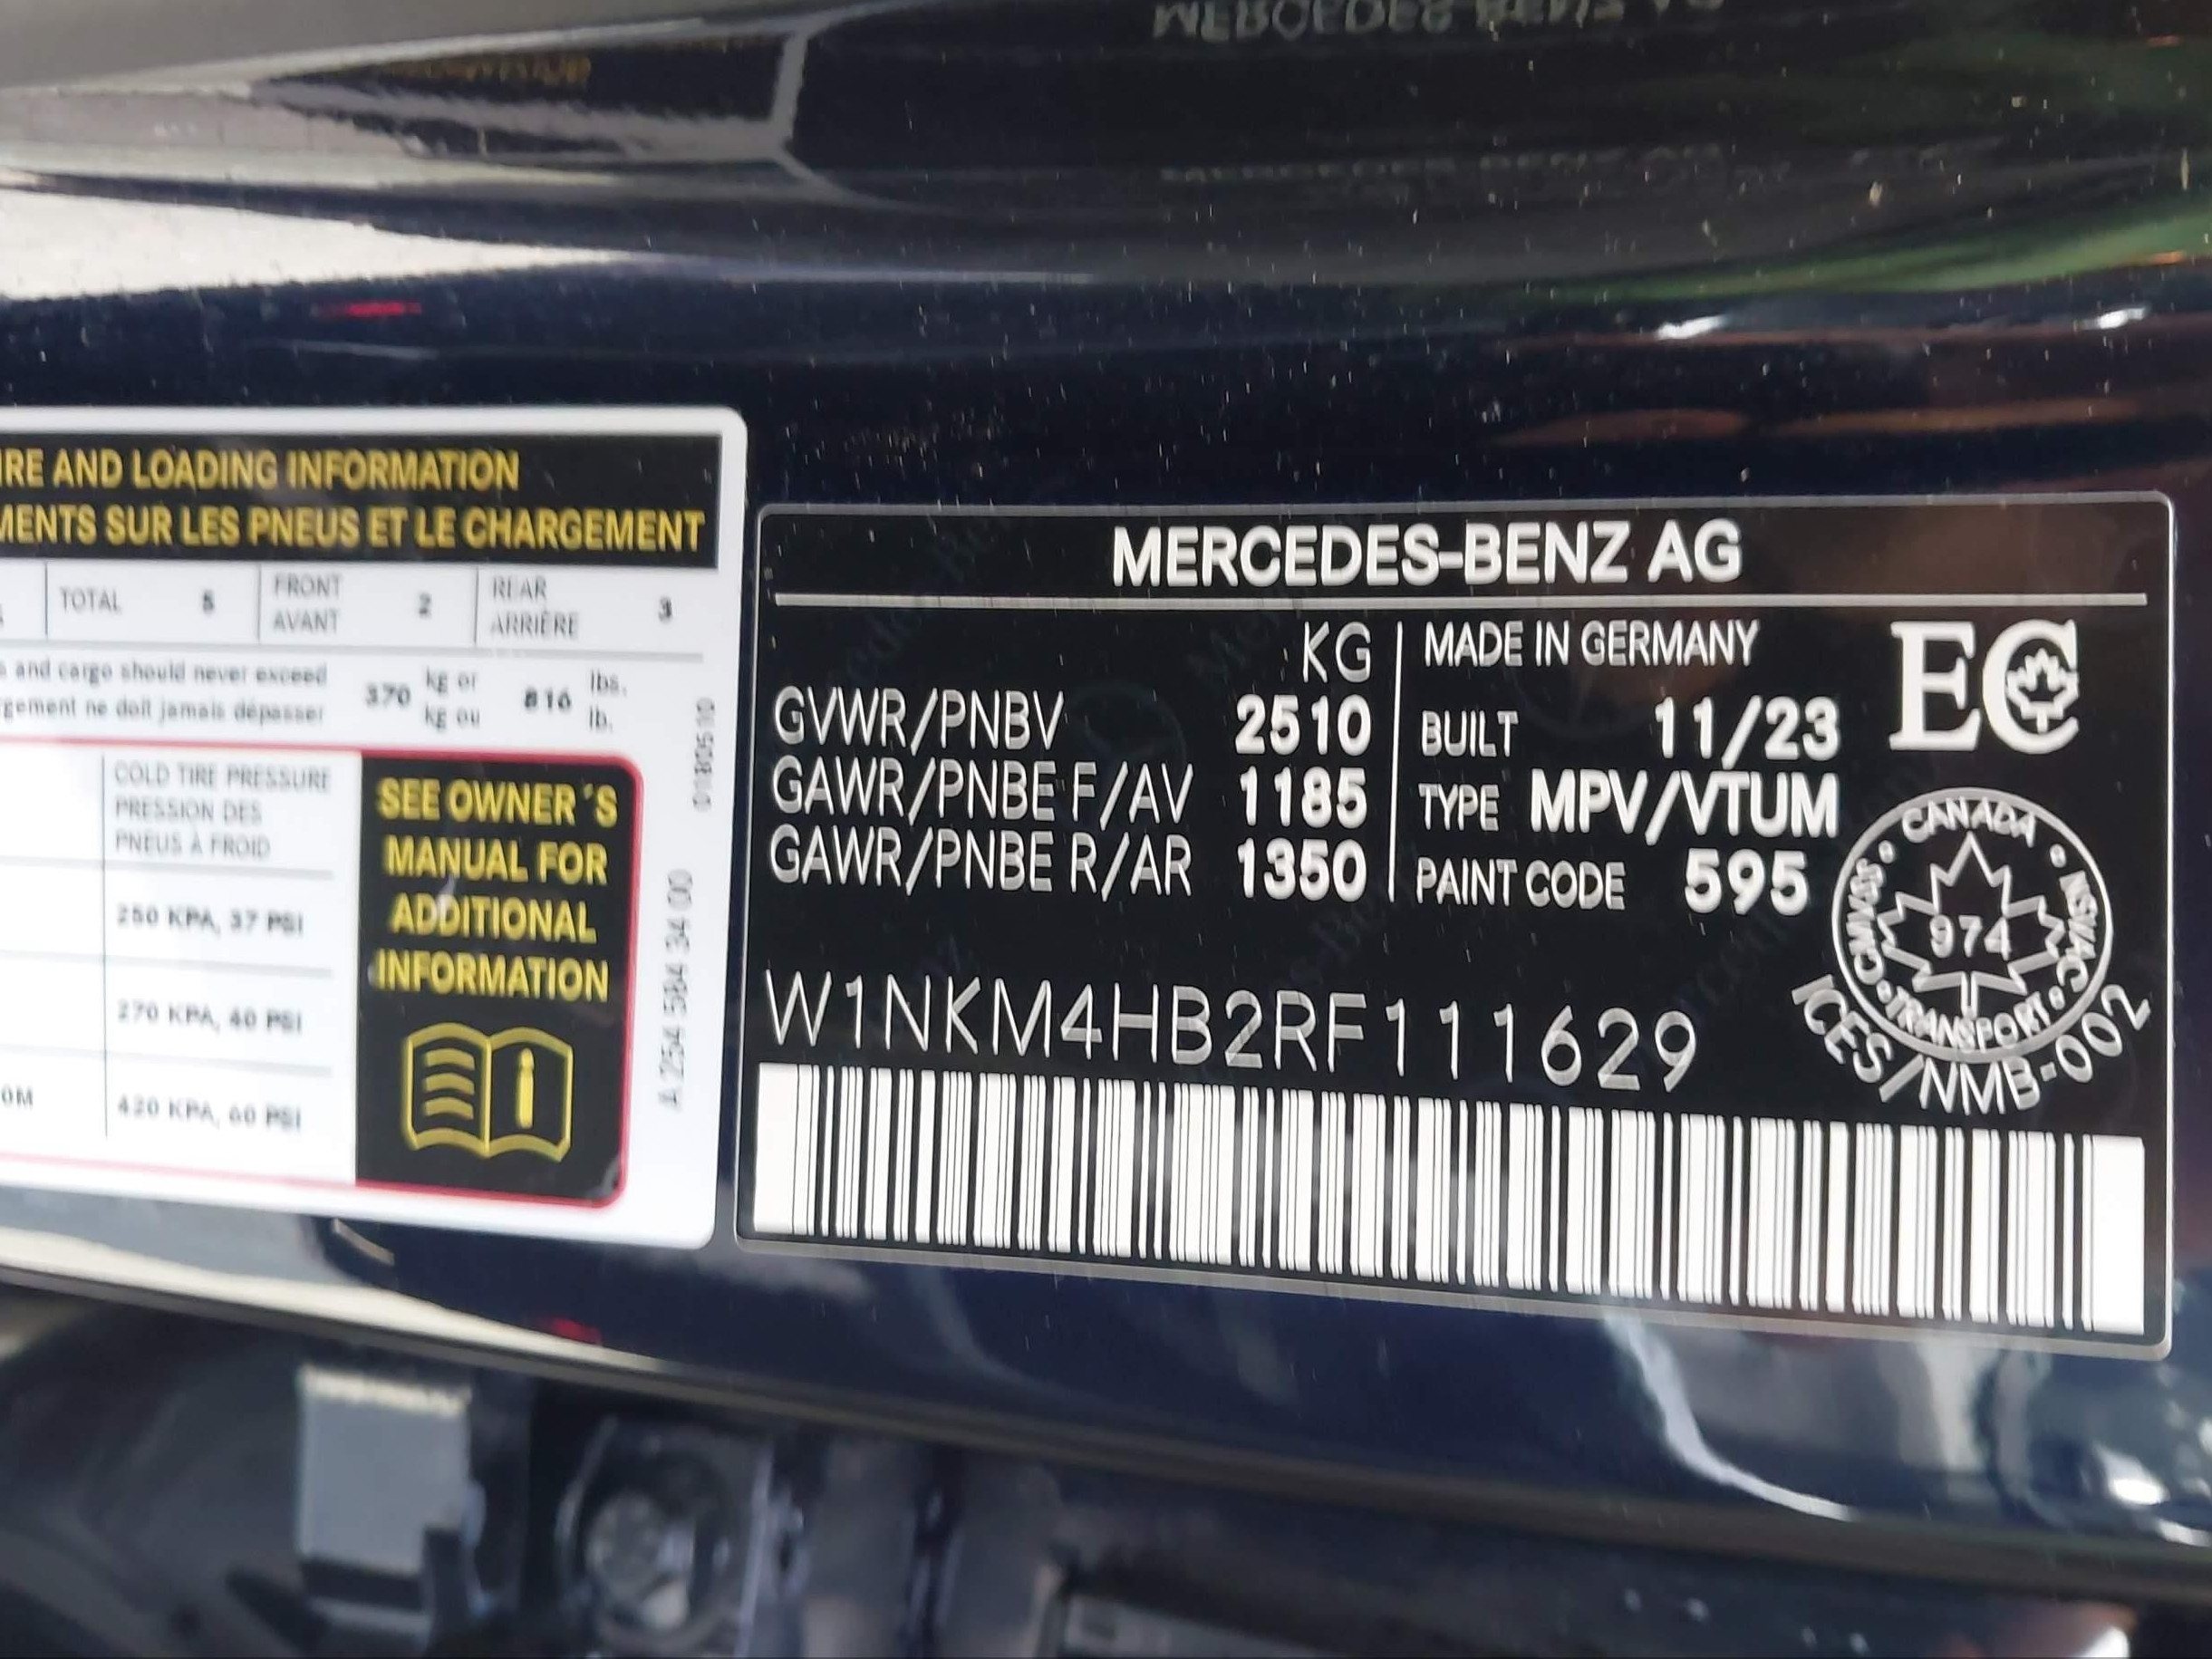 IRE AND LOADING INFORMATION
MENTS SUR LES PNEUS ET LE CHARGEMENT
TOTAL 5
FRONT
AVANT 2
REAR
ARRIÈRE 3
and cargo should never exceed
gement ne doit jamais dépasser
370 kg or
kg ou
816 lbs.
lb.
COLD TIRE PRESSURE
PRESSION DES
PNEUS À FROID
250 KPA, 37 PSI
270 KPA, 40 PSI
0M
420 KPA, 60 PSI
SEE OWNER´S
MANUAL FOR
ADDITIONAL
INFORMATION
A 254 584 34 00
MERCEDES-BENZ AG
KG
GVWR/PNBV 2510
GAWR/PNBE F/AV 1185
GAWR/PNBE R/AR 1350
MADE IN GERMANY
BUILT 11/23
TYPE MPV/VTUM
PAINT CODE 595
EC
CANADA
CMVSS • NSVAC
974
TRANSPORT
ICES/NMB-002
W1NKM4HB2RF111629